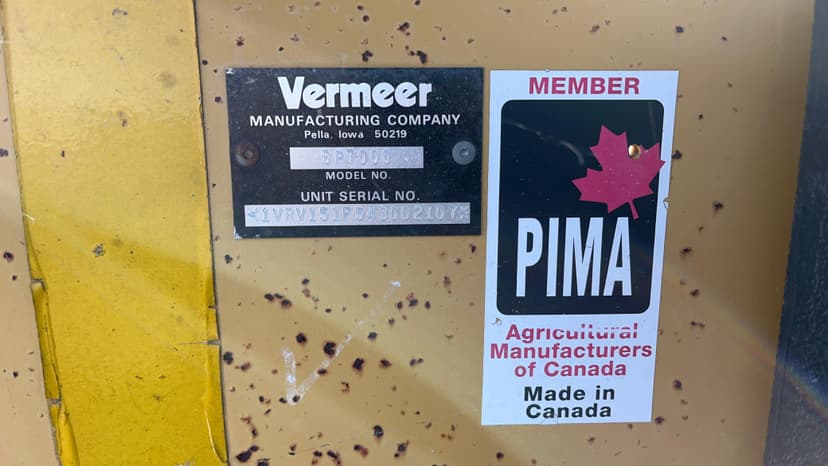 Vermeer
MANUFACTURING COMPANY
Pella, Iowa 50219
MODEL NO.
UNIT SERIAL NO.
MEMBER
PIMA
Agricultural
Manufacturers
of Canada
Made in
Canada